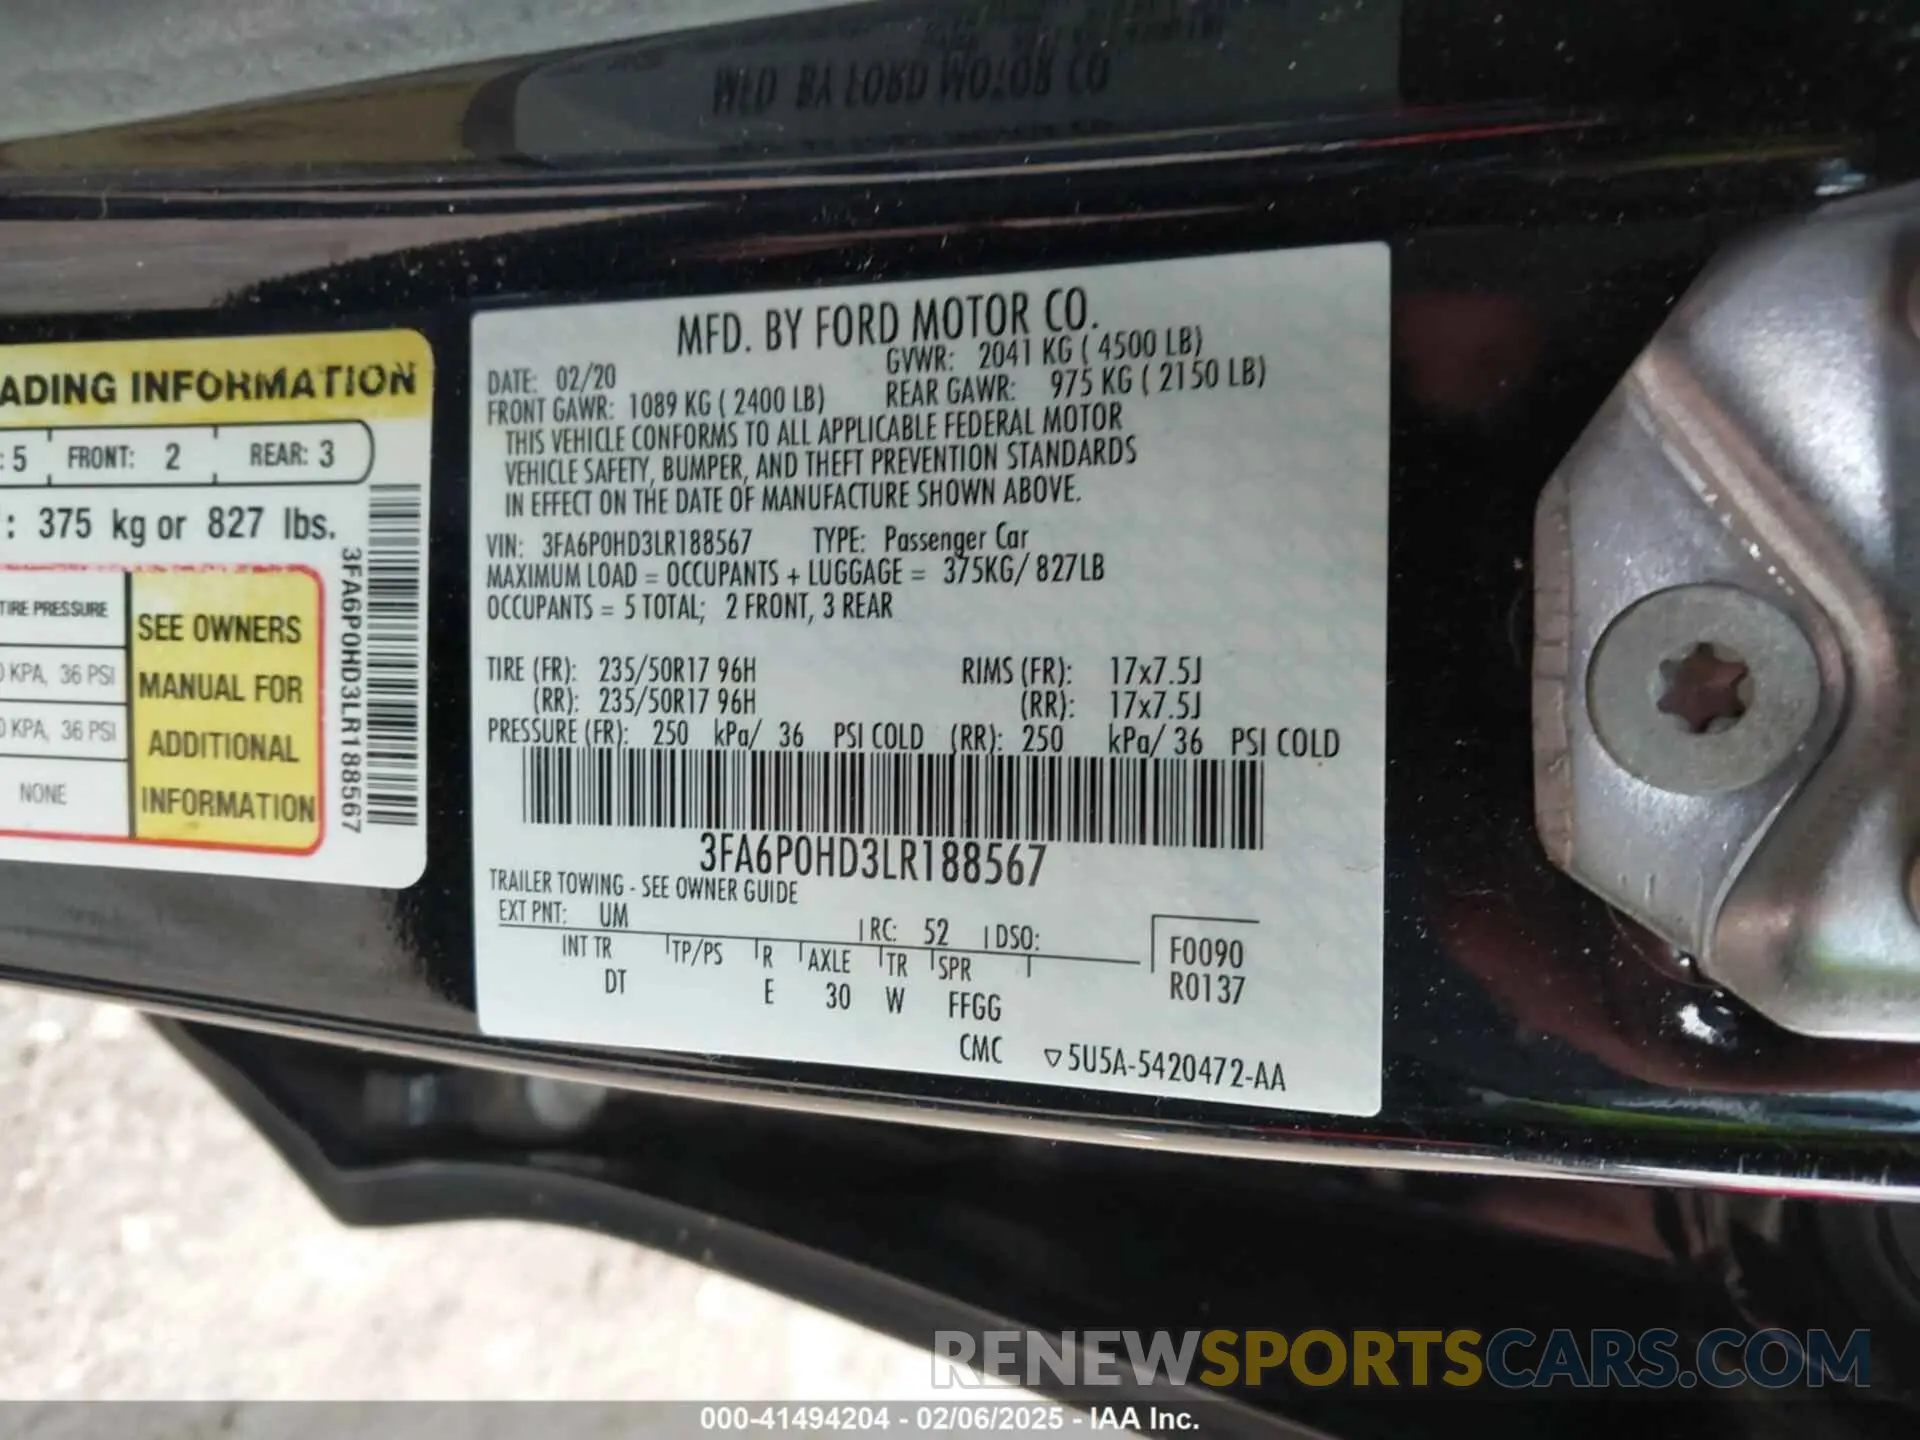 MFD. BY FORD MOTOR CO.
DATE: 02/20 GVWR: 2041 KG ( 4500 LB)
FRONT GAWR: 1089 KG ( 2400 LB) REAR GAWR: 975 KG ( 2150 LB)
THIS VEHICLE CONFORMS TO ALL APPLICABLE FEDERAL MOTOR
VEHICLE SAFETY, BUMPER, AND THEFT PREVENTION STANDARDS
IN EFFECT ON THE DATE OF MANUFACTURE SHOWN ABOVE.
VIN: 3FA6P0HD3LR188567 TYPE: Passenger Car
MAXIMUM LOAD = OCCUPANTS + LUGGAGE = 375KG/ 827LB
OCCUPANTS = 5 TOTAL; 2 FRONT, 3 REAR
TIRE (FR): 235/50R17 96H RIMS (FR): 17x7.5J
(RR): 235/50R17 96H (RR): 17x7.5J
PRESSURE (FR): 250 kPa/ 36 PSI COLD (RR): 250 kPa/ 36 PSI COLD
3FA6P0HD3LR188567
TRAILER TOWING - SEE OWNER GUIDE
EXT PNT: UM RC: 52 DSO:
INT TR TP/PS R AXLE TR SPR
DT E 30 W FFGG
F0090
R0137
CMC ▽5U5A-5420472-AA
ADING INFORMATION
: 5 FRONT: 2 REAR: 3
: 375 kg or 827 lbs.
TIRE PRESSURE
0 KPA, 36 PSI
0 KPA, 36 PSI
NONE
SEE OWNERS
MANUAL FOR
ADDITIONAL
INFORMATION
3FA6P0HD3LR188567
RENEWSPORTSCARS.COM
000-41494204 - 02/06/2025 - IAA Inc.